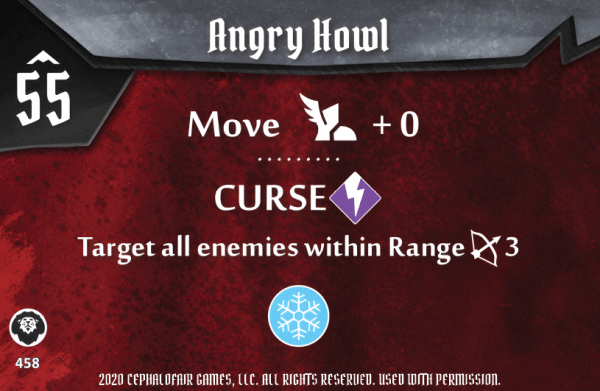 Angry Howl
55
Move + 0
CURSE
Target all enemies within Range 3
458
2020 CEPHALOFAIR GAMES, LLC. ALL RIGHTS RESERVED. USED WITH PERMISSION.